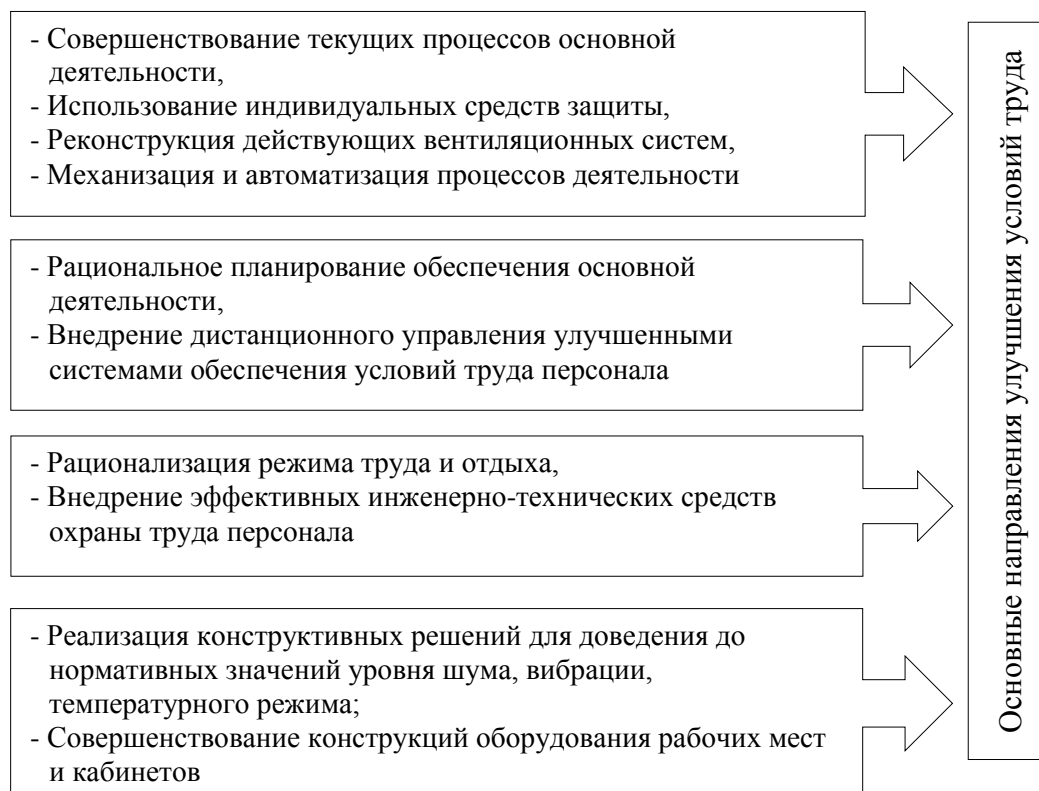 - Совершенствование текущих процессов основной
деятельности,
- Использование индивидуальных средств защиты,
- Реконструкция действующих вентиляционных систем,
- Механизация и автоматизация процессов деятельности
- Рациональное планирование обеспечения основной
деятельности,
- Внедрение дистанционного управления улучшенными
системами обеспечения условий труда персонала
- Рационализация режима труда и отдыха,
- Внедрение эффективных инженерно-технических средств
охраны труда персонала
- Реализация конструктивных решений для доведения до
нормативных значений уровня шума, вибрации,
температурного режима;
- Совершенствование конструкций оборудования рабочих мест
и кабинетов
Основные направления улучшения условий труда